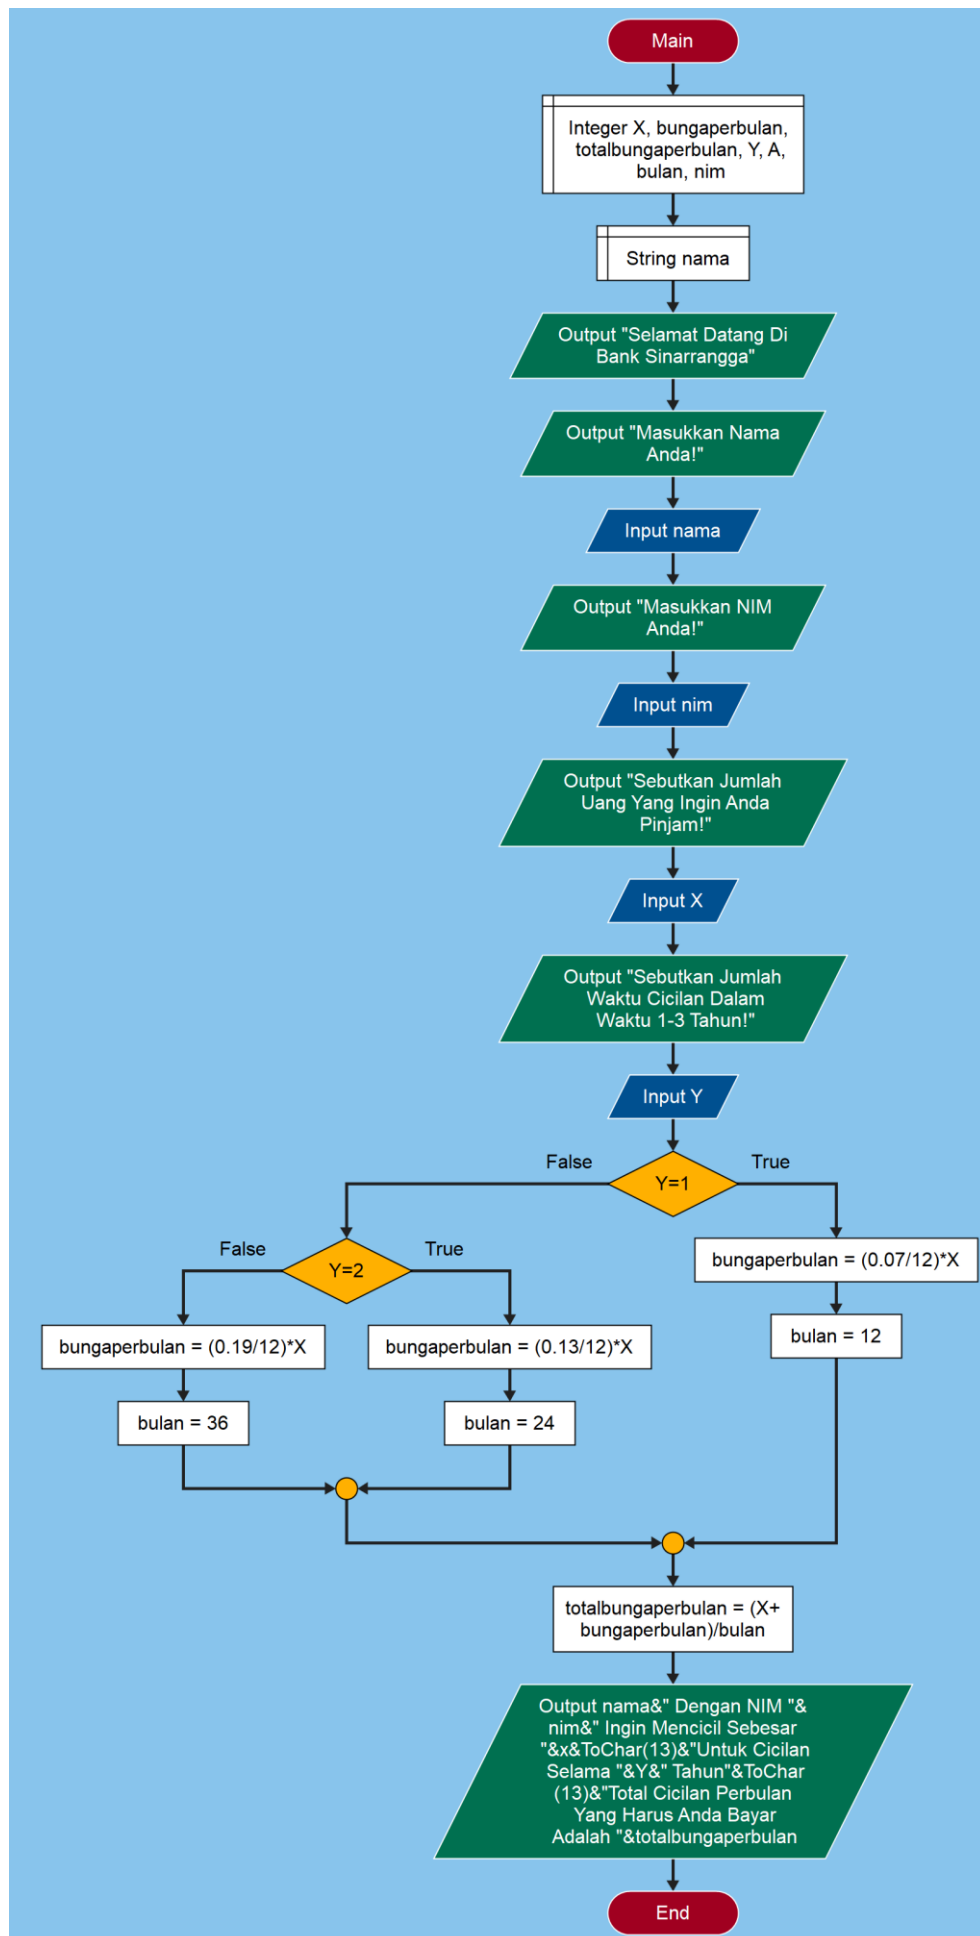 Main
Integer X, bungaperbulan,
totalbungaperbulan, Y, A,
bulan, nim
String nama
Output "Selamat Datang Di
Bank Sinarrangga"
Output "Masukkan Nama
Anda!"
Input nama
Output "Masukkan NIM
Anda!"
Input nim
Output "Sebutkan Jumlah
Uang Yang Ingin Anda
Pinjam!"
Input X
Output "Sebutkan Jumlah
Waktu Cicilan Dalam
Waktu 1-3 Tahun!"
Input Y
False
True
Y=1
False
True
Y=2
bungaperbulan = (0.07/12)*X
bungaperbulan = (0.19/12)*X
bungaperbulan = (0.13/12)*X
bulan = 12
bulan = 36
bulan = 24
totalbungaperbulan = (X+
bungaperbulan)/bulan
Output nama&" Dengan NIM "&
nim&" Ingin Mencicil Sebesar
"&x&ToChar(13)&"Untuk Cicilan
Selama "&Y&" Tahun"&ToChar
(13)&"Total Cicilan Perbulan
Yang Harus Anda Bayar
Adalah "&totalbungaperbulan
End